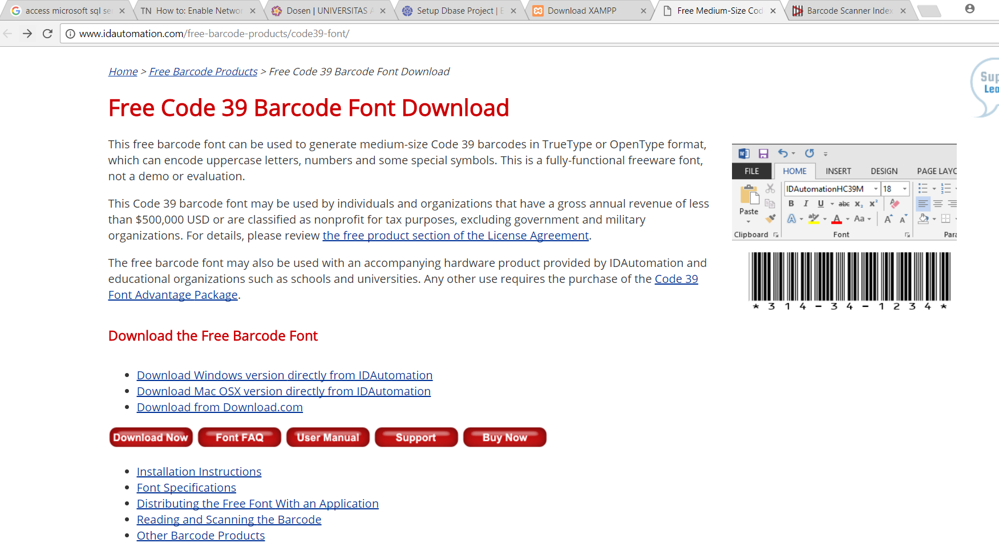 access microsoft sql se
TN How to: Enable Networ
Dosen | UNIVERSITAS
Setup Dbase Project |
Download XAMPP
Free Medium-Size Cod
Barcode Scanner Index
www.idautomation.com/free-barcode-products/code39-font/
Home > Free Barcode Products > Free Code 39 Barcode Font Download
Sup
Lea
Free Code 39 Barcode Font Download
This free barcode font can be used to generate medium-size Code 39 barcodes in TrueType or OpenType format,
which can encode uppercase letters, numbers and some special symbols. This is a fully-functional freeware font,
not a demo or evaluation.
This Code 39 barcode font may be used by individuals and organizations that have a gross annual revenue of less
than $500,000 USD or are classified as nonprofit for tax purposes, excluding government and military
organizations. For details, please review the free product section of the License Agreement.
The free barcode font may also be used with an accompanying hardware product provided by IDAutomation and
educational organizations such as schools and universities. Any other use requires the purchase of the Code 39
Font Advantage Package.
FILE HOME INSERT DESIGN PAGE LAYC
IDAutomationHC39M 18
B I U abc x₂ x²
Paste
A aby A Aa A A
Clipboard Font Para
*314-34-1234*
Download the Free Barcode Font
Download Windows version directly from IDAutomation
Download Mac OSX version directly from IDAutomation
Download from Download.com
Download Now Font FAQ User Manual Support Buy Now
Installation Instructions
Font Specifications
Distributing the Free Font With an Application
Reading and Scanning the Barcode
Other Barcode Products